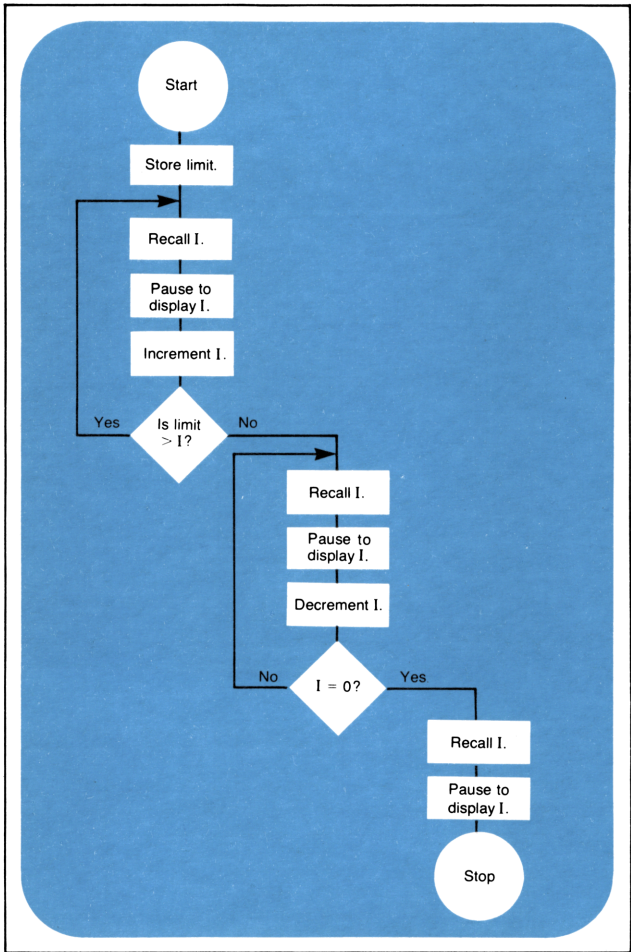 Start
Store limit.
Recall I.
Pause to
display I.
Increment I.
Yes
Is limit
> I?
No
Recall I.
Pause to
display I.
Decrement I.
No
I = 0?
Yes
Recall I.
Pause to
display I.
Stop